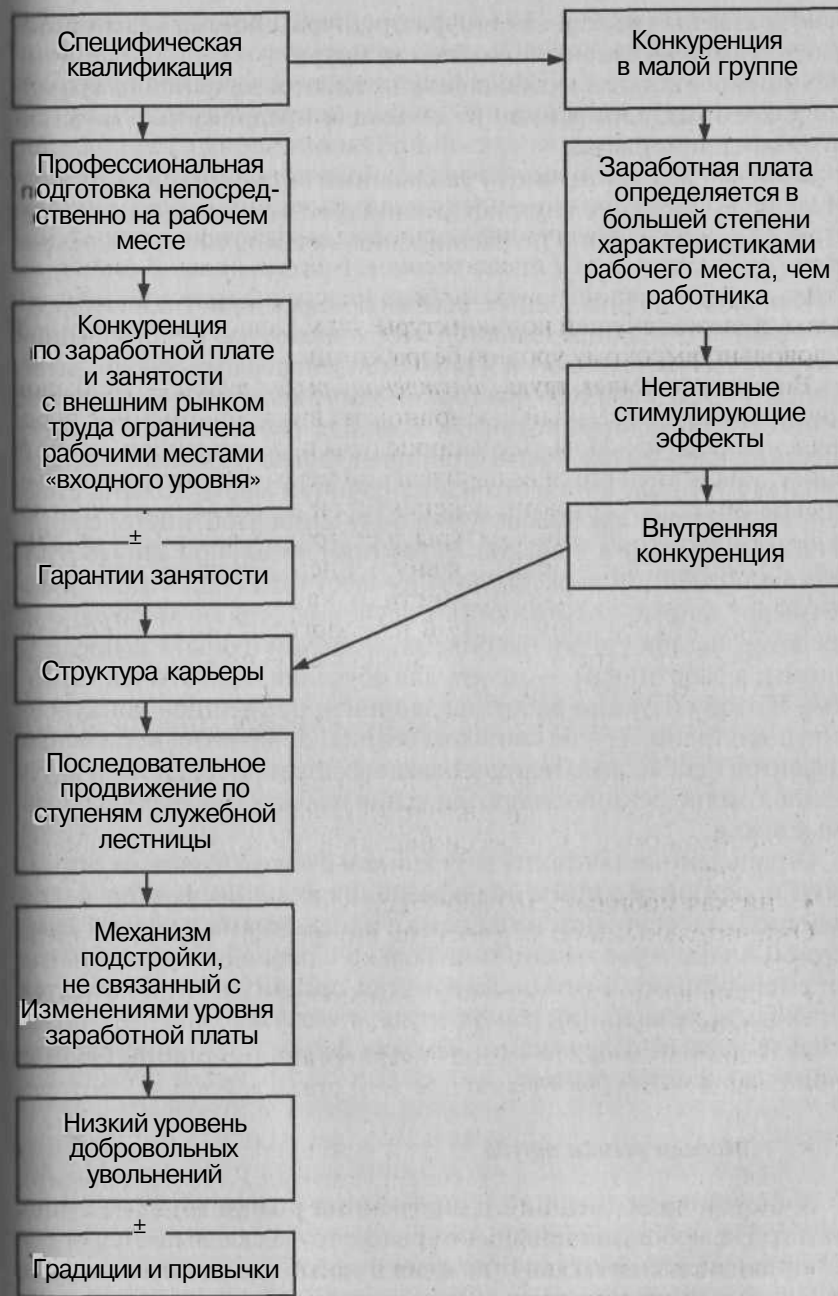 Специфическая
квалификация
Конкуренция
в малой группе
Профессиональная
подготовка непосред-
ственно на рабочем
месте
Заработная плата
определяется в
большей степени
характеристиками
рабочего места, чем
работника
Конкуренция
по заработной плате
и занятости
с внешним рынком
труда ограничена
рабочими местами
«входного уровня»
Негативные
стимулирующие
эффекты
±
Гарантии занятости
Внутренняя
конкуренция
Структура карьеры
Последовательное
продвижение по
ступеням служебной
лестницы
Механизм
подстройки,
не связанный с
Изменениями уровня
заработной платы
Низкий уровень
добровольных
увольнений
±
Традиции и привычки